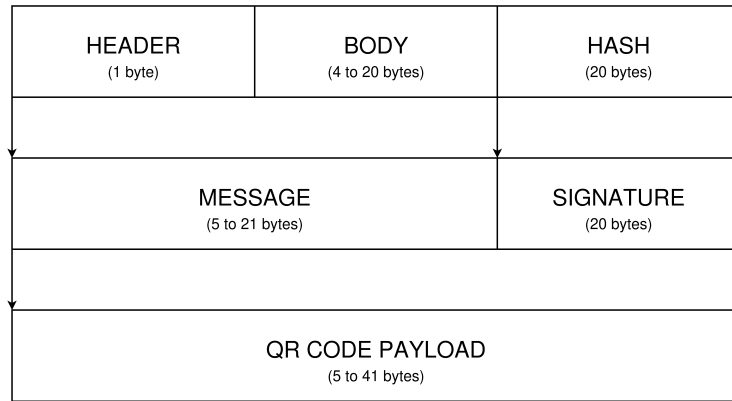 HEADER
(1 byte)
BODY
(4 to 20 bytes)
HASH
(20 bytes)
MESSAGE
(5 to 21 bytes)
SIGNATURE
(20 bytes)
QR CODE PAYLOAD
(5 to 41 bytes)